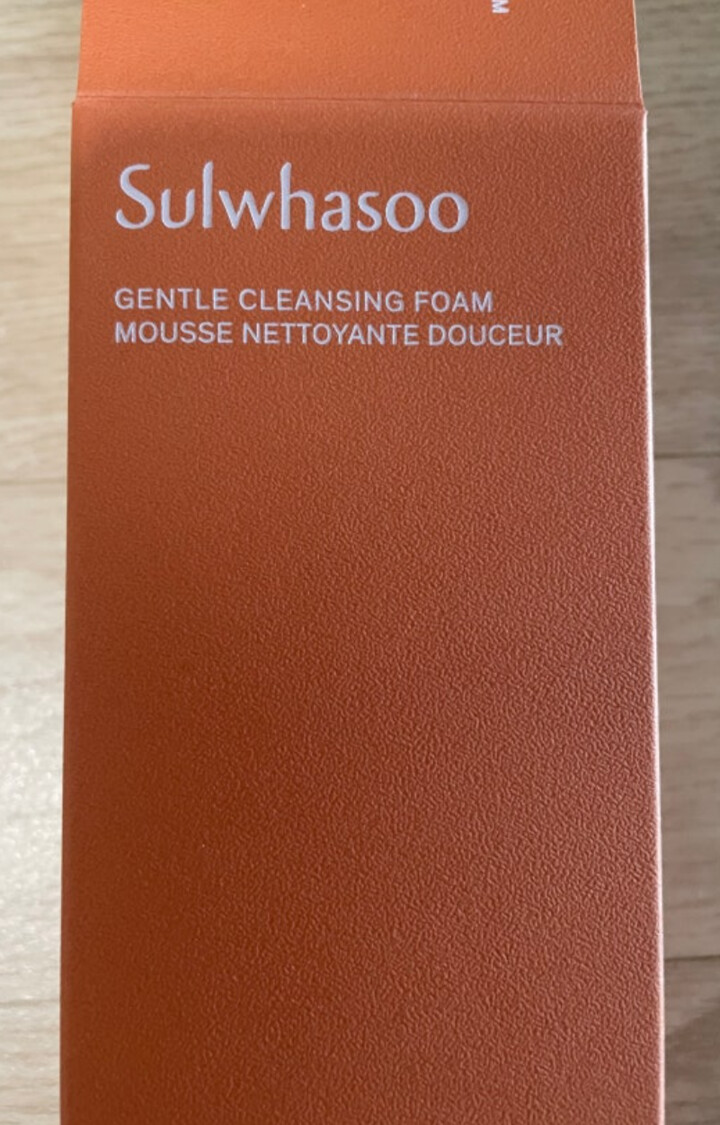 Sulwhasoo
GENTLE CLEANSING FOAM
MOUSSE NETTOYANTE DOUCEUR